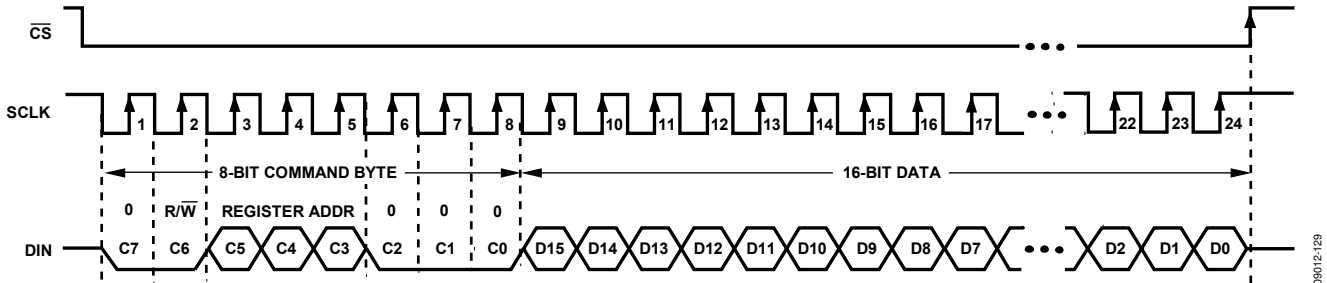 CS
SCLK 1 2 3 4 5 6 7 8 9 10 11 12 13 14 15 16 17 22 23 24
8-BIT COMMAND BYTE 16-BIT DATA
0 R/W REGISTER ADDR 0 0 0
DIN C7 C6 C5 C4 C3 C2 C1 C0 D15 D14 D13 D12 D11 D10 D9 D8 D7 D2 D1 D0
09012-129